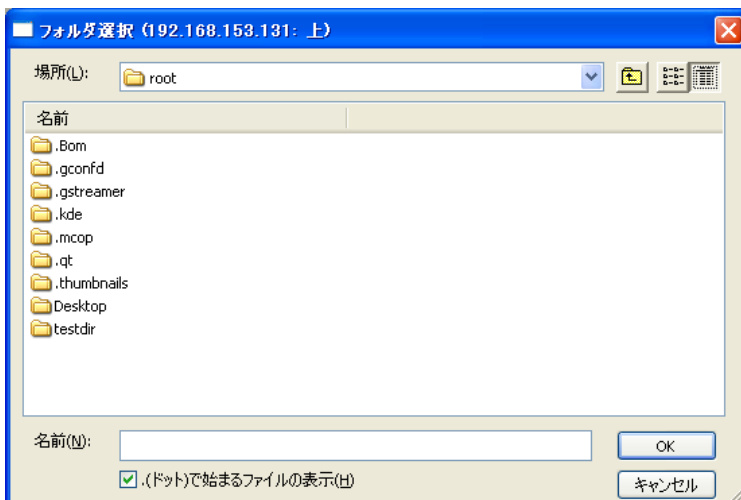 フォルダ選択 (192.168.153.131: 上)
場所(L): root
名前
.Bom
.gconfd
.gstreamer
.kde
.mcop
.qt
.thumbnails
Desktop
testdir
名前(N): OK
.(ドット)で始まるファイルの表示(H) キャンセル